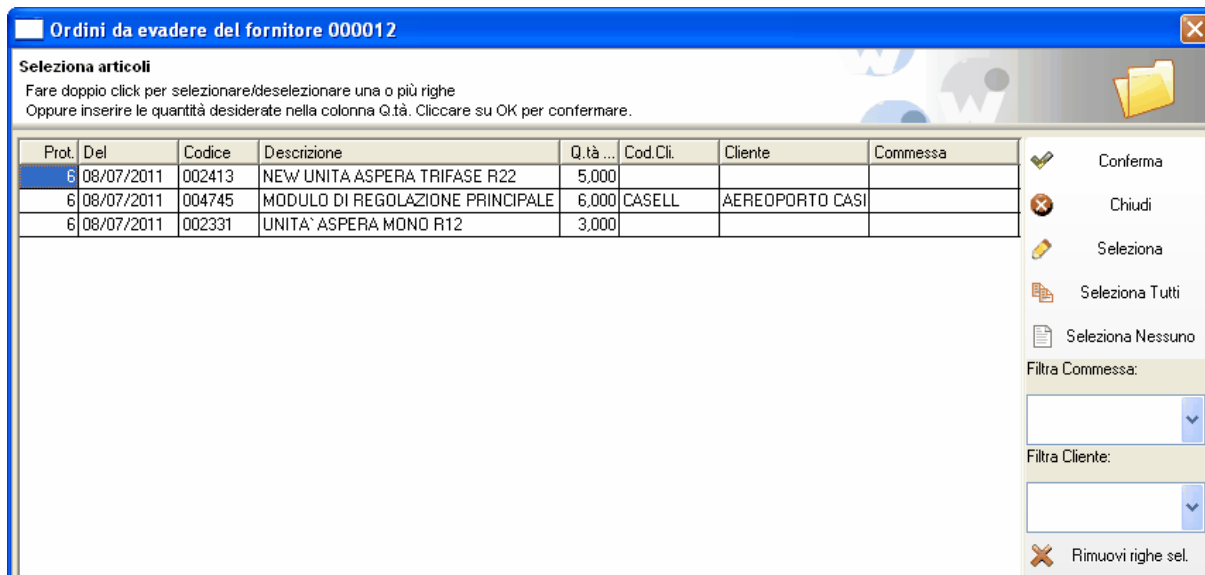 Ordini da evadere del fornitore 000012
Seleziona articoli
Fare doppio click per selezionare/deselezionare una o più righe
Oppure inserire le quantità desiderate nella colonna Q.tà. Cliccare su OK per confermare.
Prot. Del Codice Descrizione Q.tà ... Cod.Cli. Cliente Commessa
6 08/07/2011 002413 NEW UNITA ASPERA TRIFASE R22 5,000
6 08/07/2011 004745 MODULO DI REGOLAZIONE PRINCIPALE 6,000 CASELL AEREOPORTO CASI
6 08/07/2011 002331 UNITA` ASPERA MONO R12 3,000
Conferma
Chiudi
Seleziona
Seleziona Tutti
Seleziona Nessuno
Filtra Commessa:
Filtra Cliente:
Rimuovi righe sel.